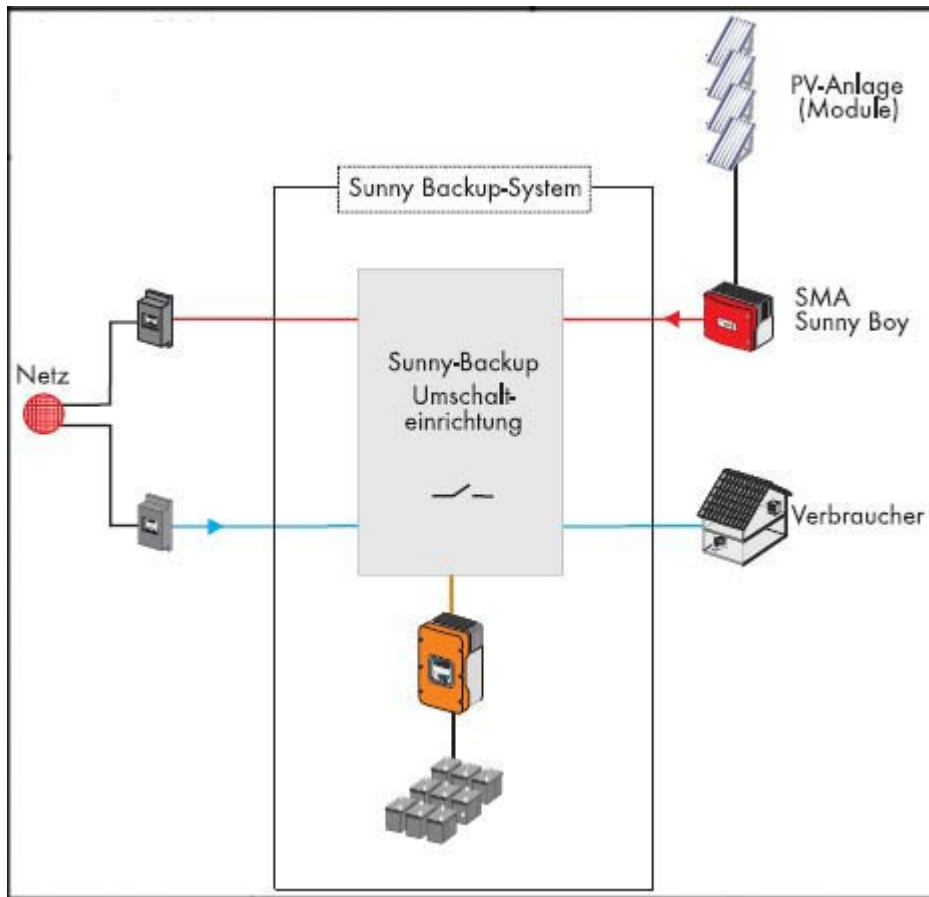 PV-Anlage
(Module)
Sunny Backup-System
SMA
Sunny Boy
Netz
Sunny-Backup
Umschalt-
einrichtung
Verbraucher